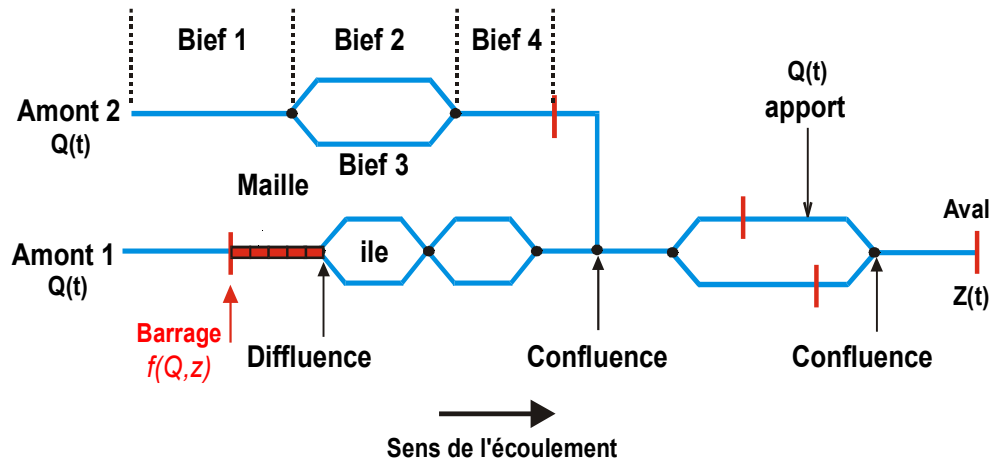 Bief 1
Bief 2
Bief 4
Q(t)
apport
Amont 2
Q(t)
Bief 3
Maille
Aval
Amont 1
Q(t)
ile
Z(t)
Barrage
f(Q,z)
Diffluence
Confluence
Confluence
Sens de l'écoulement